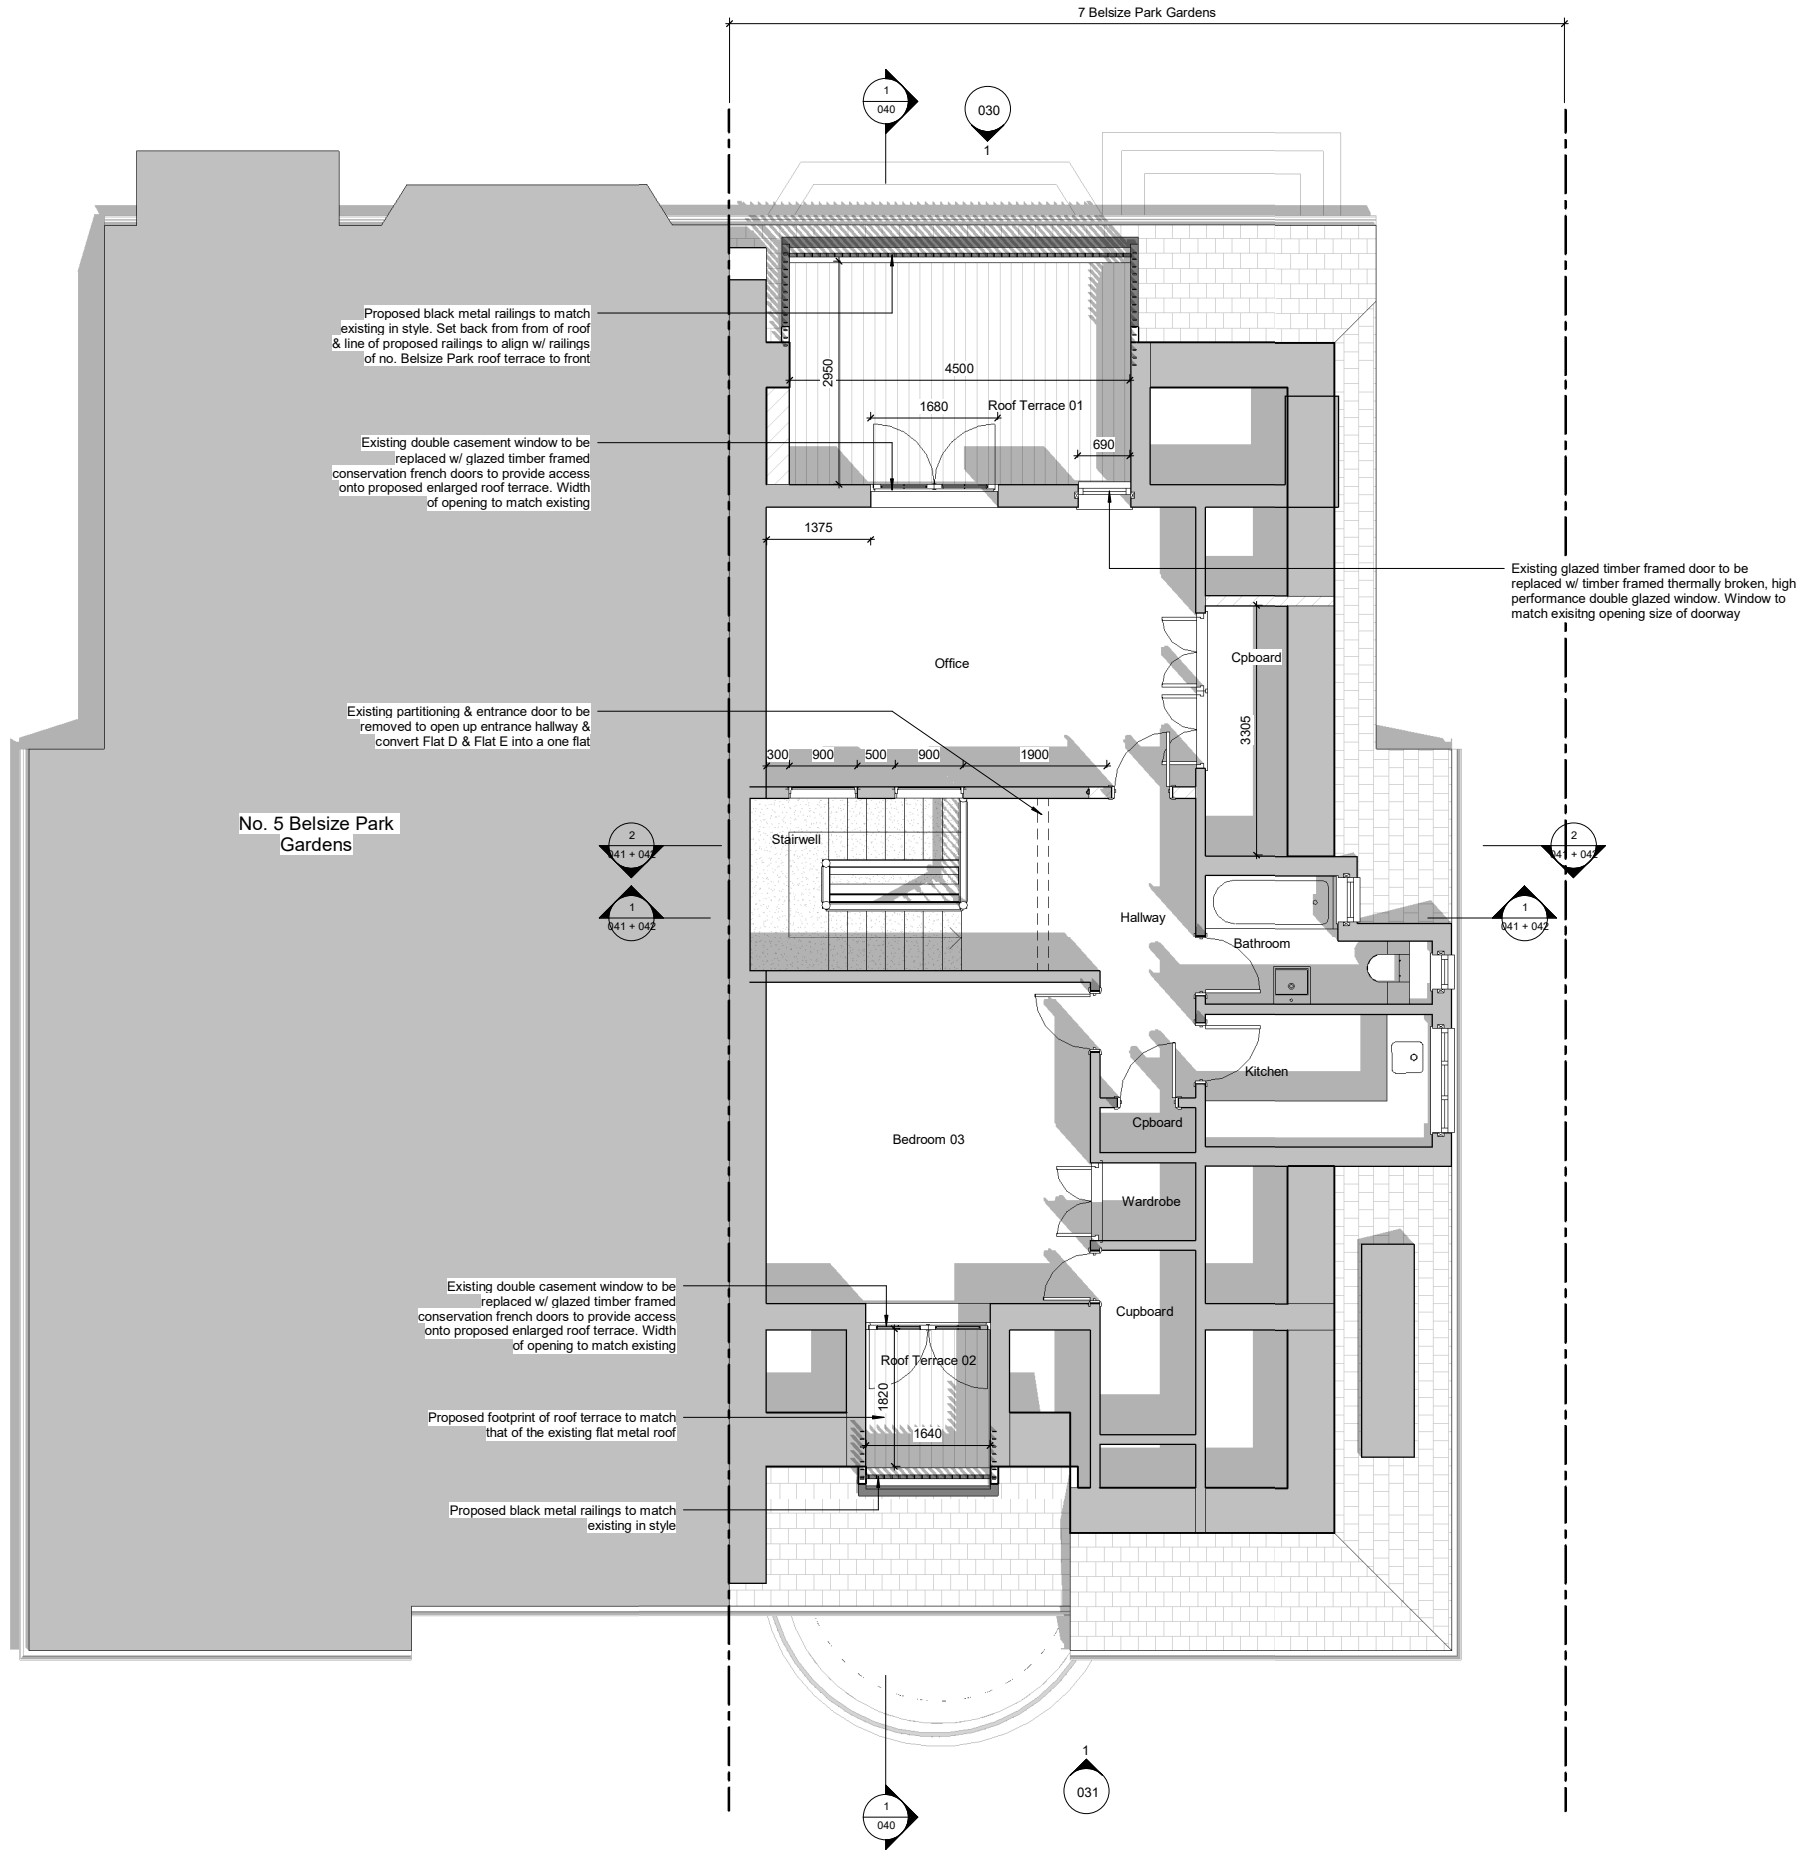 7 Belsize Park Gardens
1
040
030
1
Proposed black metal railings to match
existing in style. Set back from from of roof
& line of proposed railings to align w/ railings
of no. Belsize Park roof terrace to front
2950
4500
1680
Roof Terrace 01
690
Existing double casement window to be
replaced w/ glazed timber framed
conservation french doors to provide access
onto proposed enlarged roof terrace. Width
of opening to match existing
1375
Existing glazed timber framed door to be
replaced w/ timber framed thermally broken, high
performance double glazed window. Window to
match exisitng opening size of doorway
Office
Cpboard
3305
Existing partitioning & entrance door to be
removed to open up entrance hallway &
convert Flat D & Flat E into a one flat
300
900
500
900
1900
No. 5 Belsize Park
Gardens
Stairwell
2
041 + 042
2
041 + 042
1
041 + 042
1
041 + 042
Hallway
Bathroom
Kitchen
Cpboard
Bedroom 03
Wardrobe
Cupboard
Existing double casement window to be
replaced w/ glazed timber framed
conservation french doors to provide access
onto proposed enlarged roof terrace. Width
of opening to match existing
Roof Terrace 02
1820
1640
Proposed footprint of roof terrace to match
that of the existing flat metal roof
Proposed black metal railings to match
existing in style
1
031
1
040